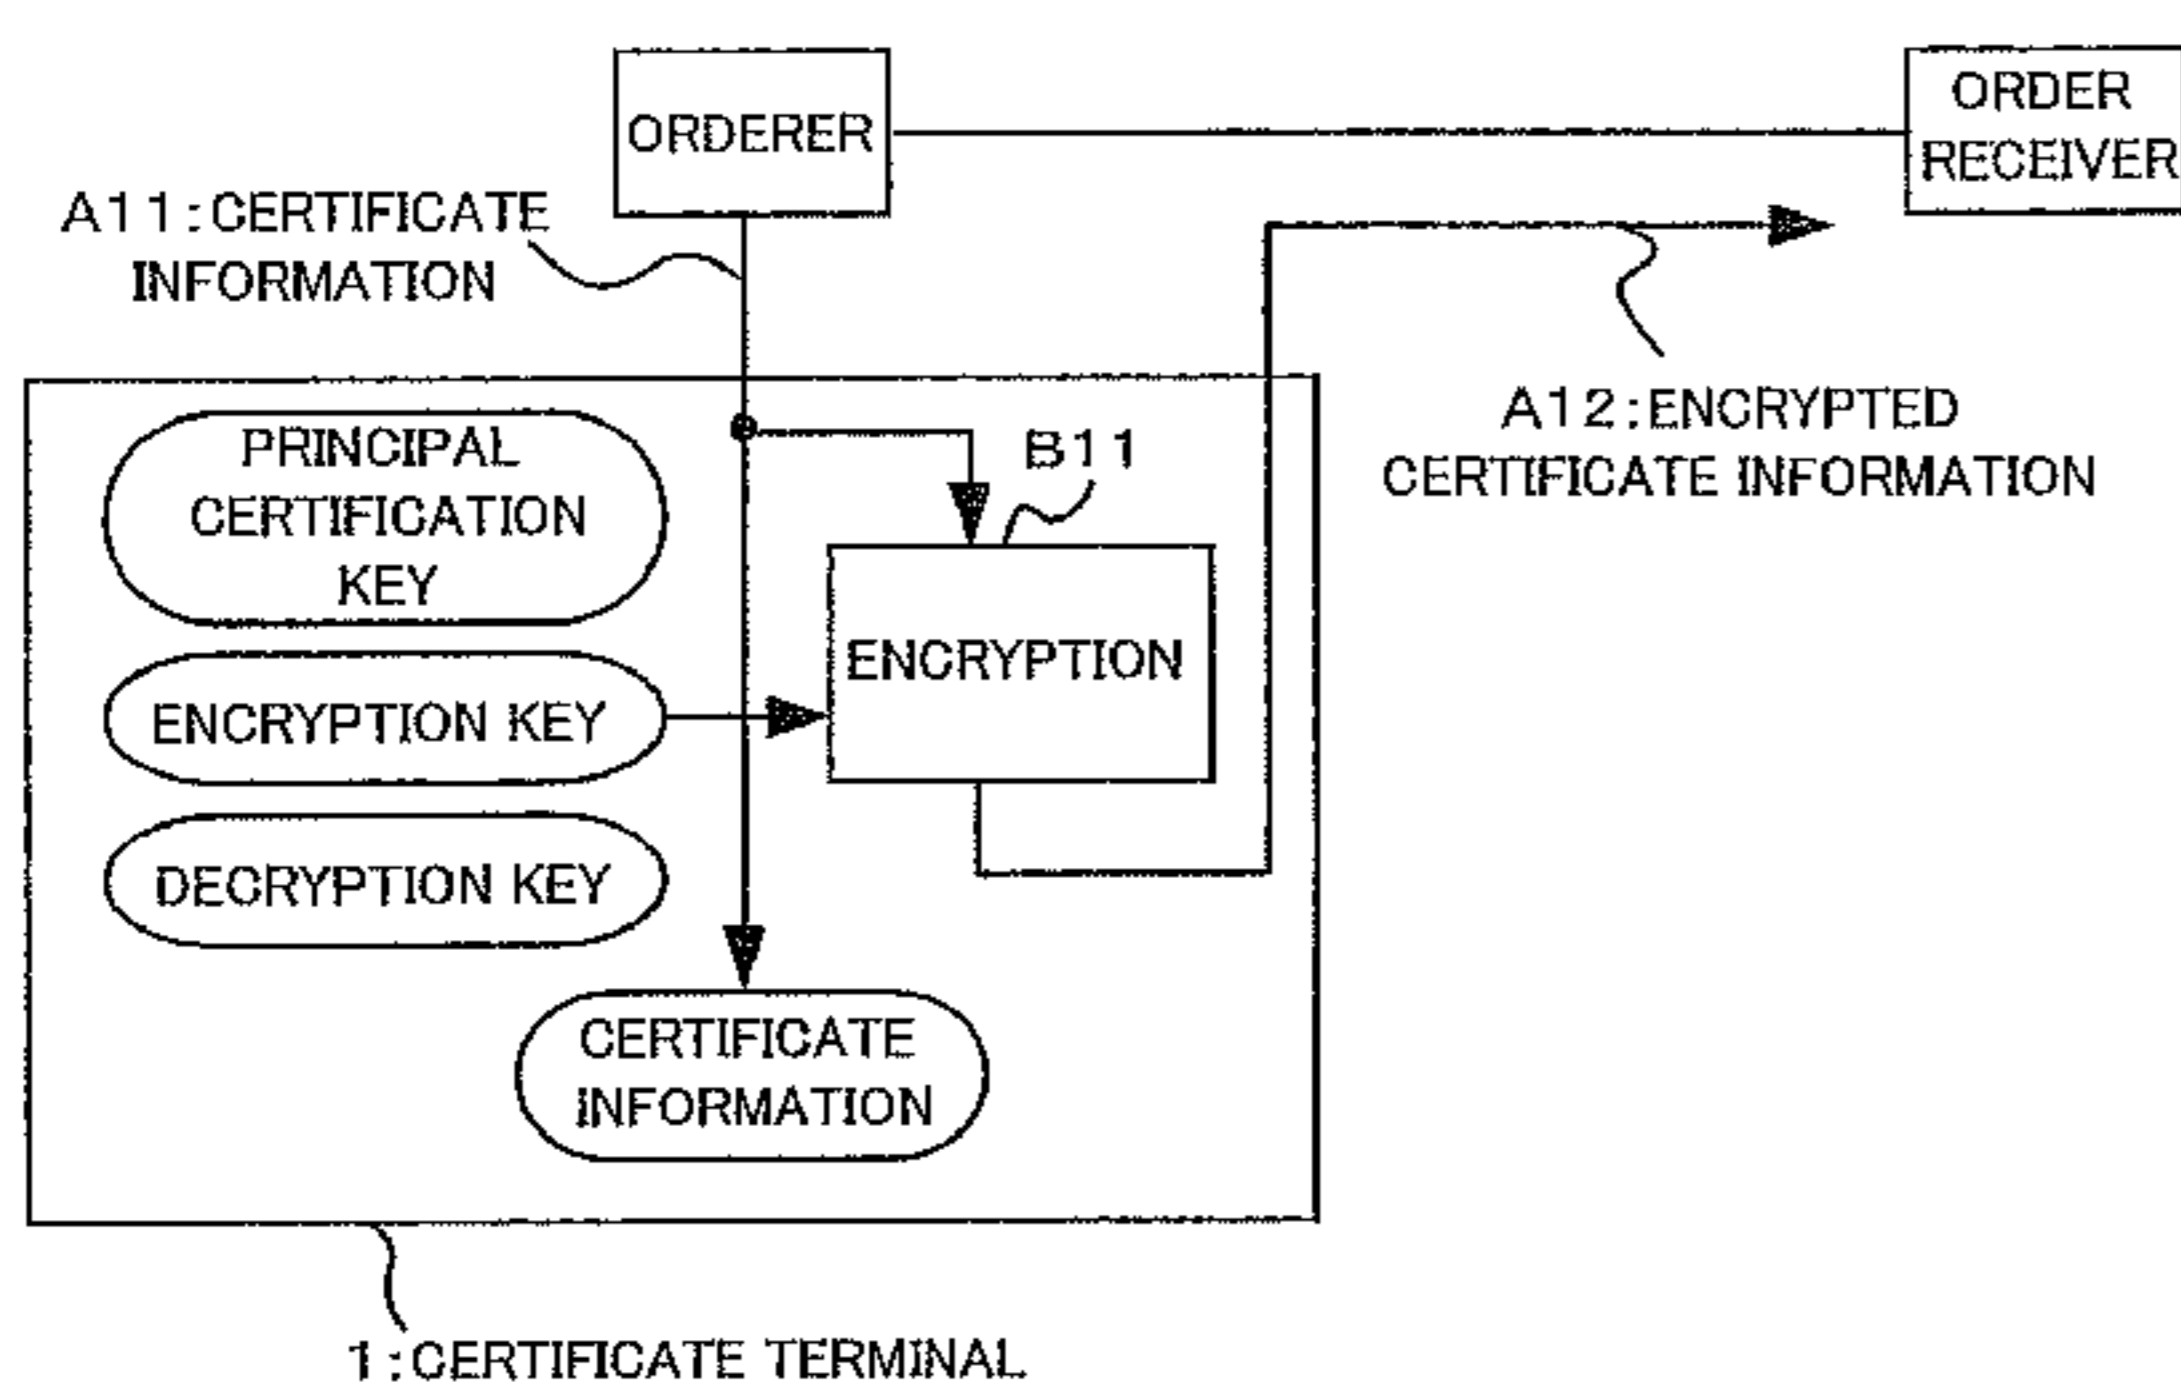 ORDERER
ORDER
RECEIVER
A11:CERTIFICATE
INFORMATION
A12:ENCRYPTED
CERTIFICATE INFORMATION
PRINCIPAL
CERTIFICATION
KEY
B11
ENCRYPTION
ENCRYPTION KEY
DECRYPTION KEY
CERTIFICATE
INFORMATION
1:CERTIFICATE TERMINAL